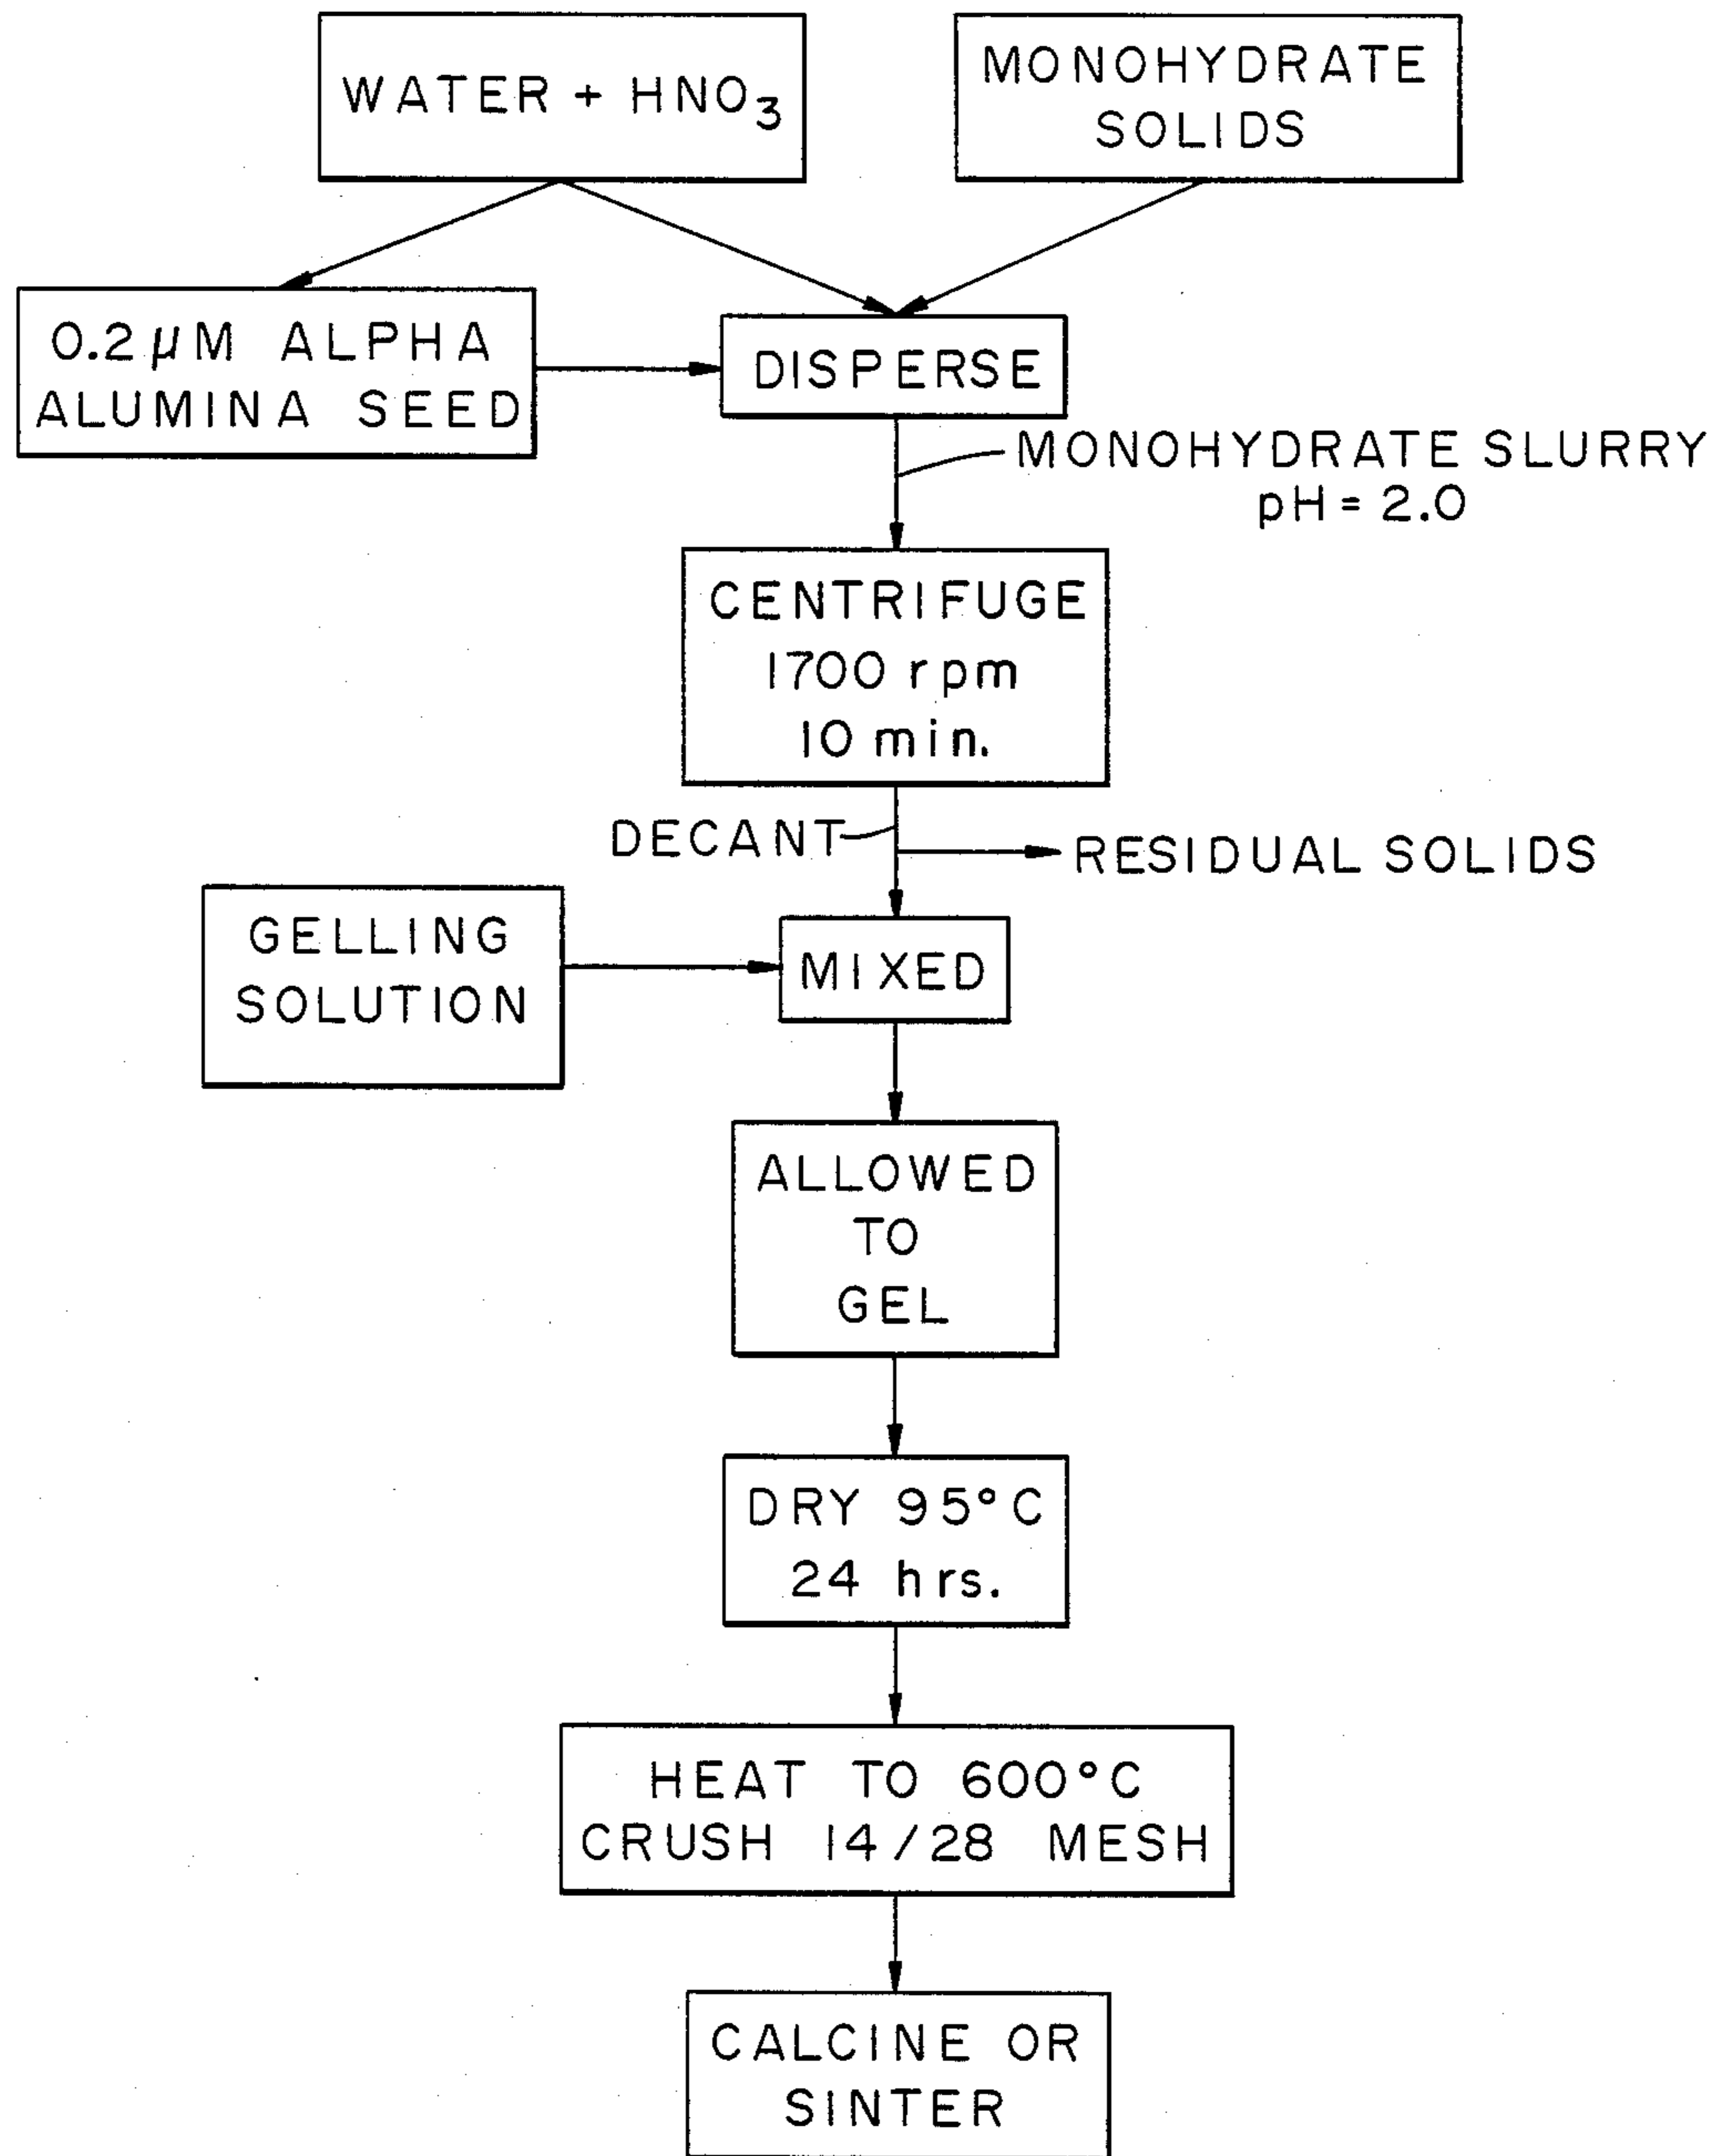 WATER + HNO₃
MONOHYDRATE
SOLIDS
0.2 μM ALPHA
ALUMINA SEED
DISPERSE
MONOHYDRATE SLURRY
pH = 2.0
CENTRIFUGE
1700 rpm
10 min.
DECANT
RESIDUAL SOLIDS
GELLING
SOLUTION
MIXED
ALLOWED
TO
GEL
DRY 95°C
24 hrs.
HEAT TO 600°C
CRUSH 14/28 MESH
CALCINE OR
SINTER